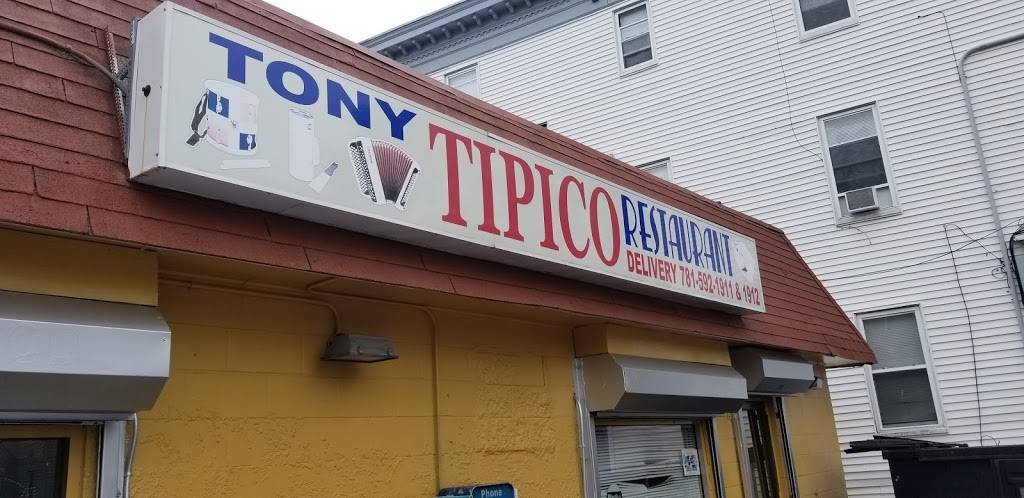 TONY
TIPICO
RESTAURANT
DELIVERY 781-592-1911 & 1912
Phone